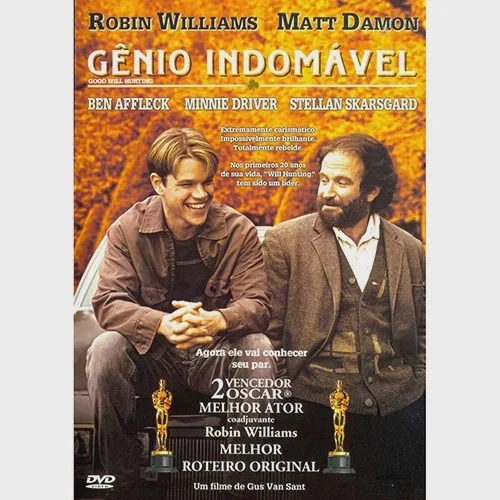 ROBIN WILLIAMS MATT DAMON
GÊNIO INDOMÁVEL
GOOD WILL HUNTING
BEN AFFLECK MINNIE DRIVER STELLAN SKARSGARD
Extremamente carismático.
Impossivelmente brilhante.
Totalmente rebelde.
Nos primeiros 20 anos
de sua vida, "Will Hunting"
tem sido um líder.
Agora ele vai conhecer
seu par.
2 VENCEDOR
OSCAR®
MELHOR ATOR
coadjuvante
Robin Williams
MELHOR
ROTEIRO ORIGINAL
DVD
VIDEO
Um filme de Gus Van Sant